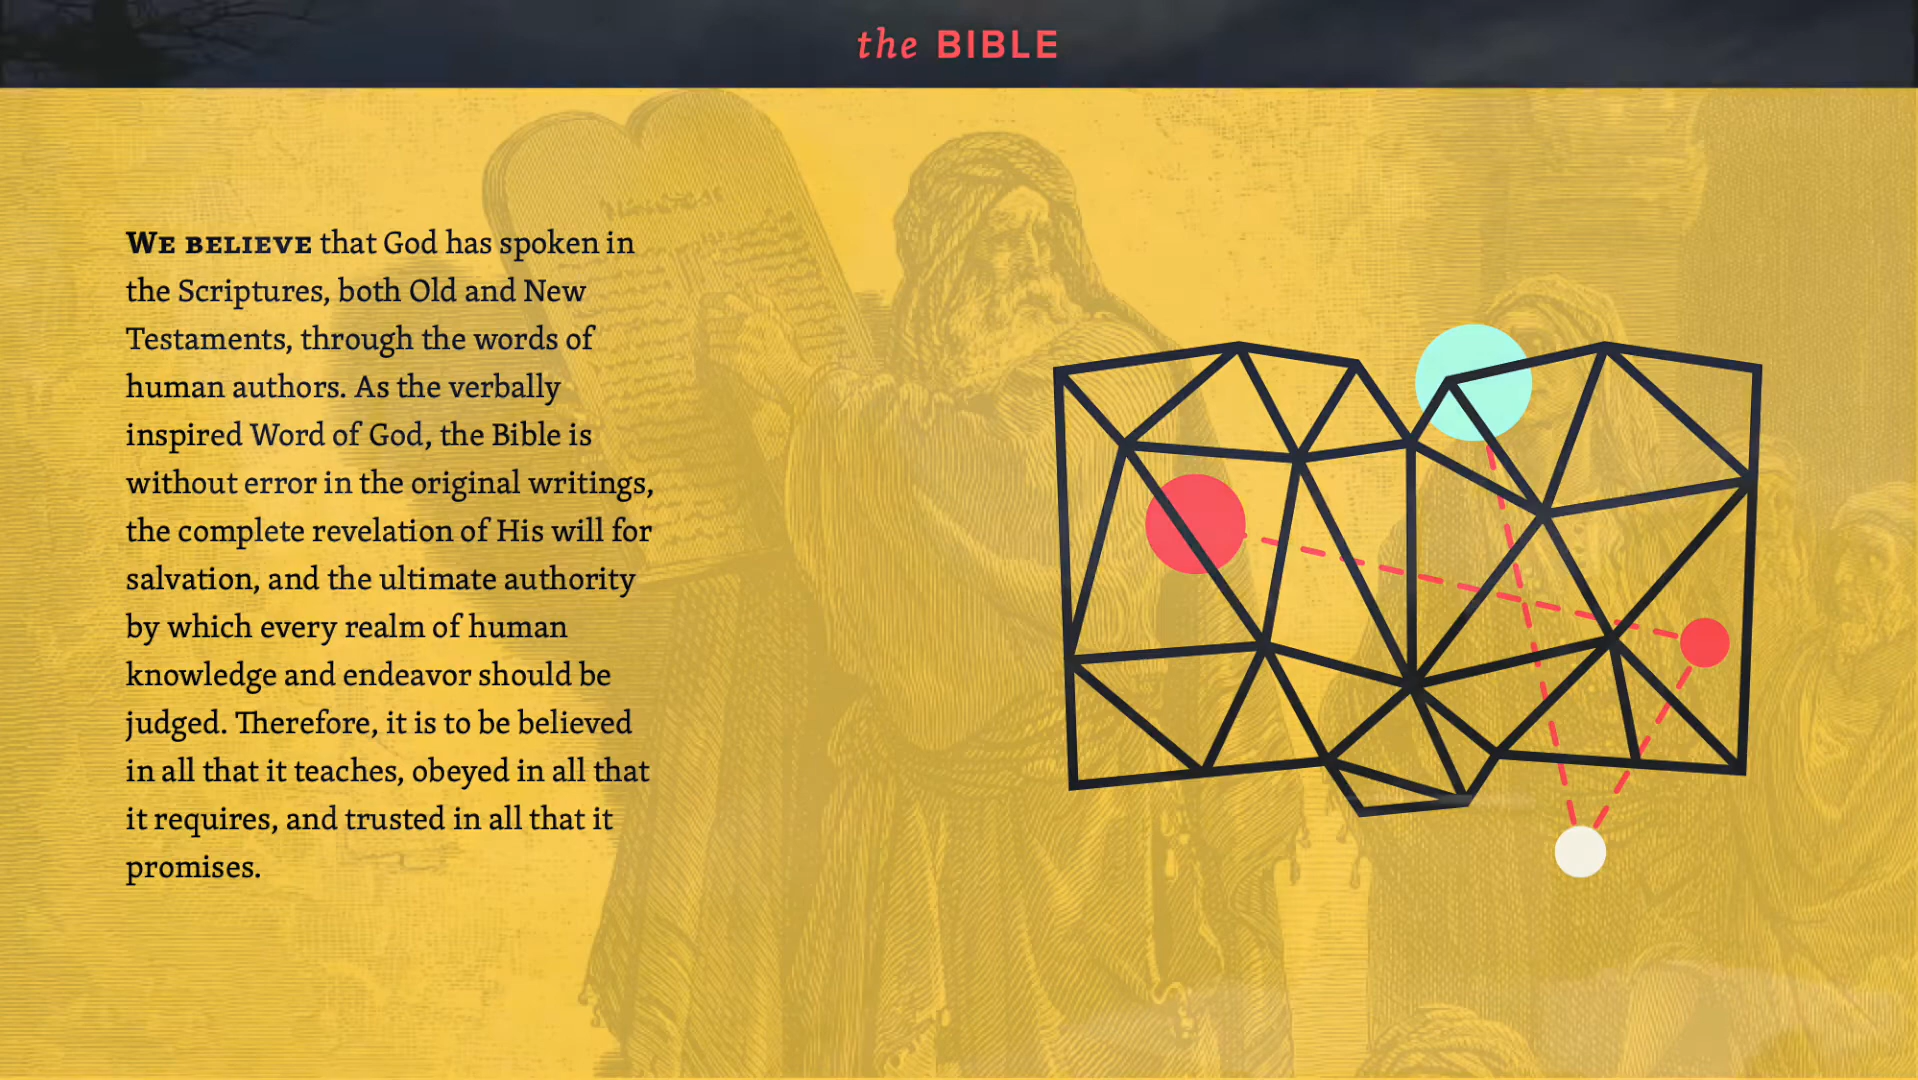 the BIBLE
WE BELIEVE that God has spoken in
the Scriptures, both Old and New
Testaments, through the words of
human authors. As the verbally
inspired Word of God, the Bible is
without error in the original writings,
the complete revelation of His will for
salvation, and the ultimate authority
by which every realm of human
knowledge and endeavor should be
judged. Therefore, it is to be believed
in all that it teaches, obeyed in all that
it requires, and trusted in all that it
promises.